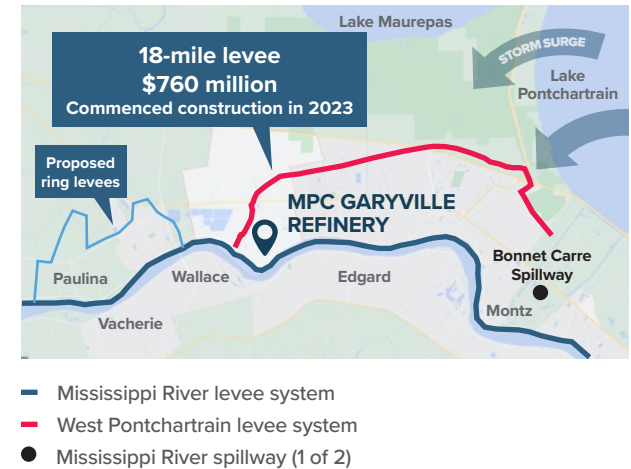 Lake Maurepas
STORM SURGE
Lake
Pontchartrain
18-mile levee
$760 million
Commenced construction in 2023
Proposed
ring levees
MPC GARYVILLE
REFINERY
Bonnet Carre
Spillway
Paulina
Wallace
Edgard
Montz
Vacherie
Mississippi River levee system
West Pontchartrain levee system
Mississippi River spillway (1 of 2)